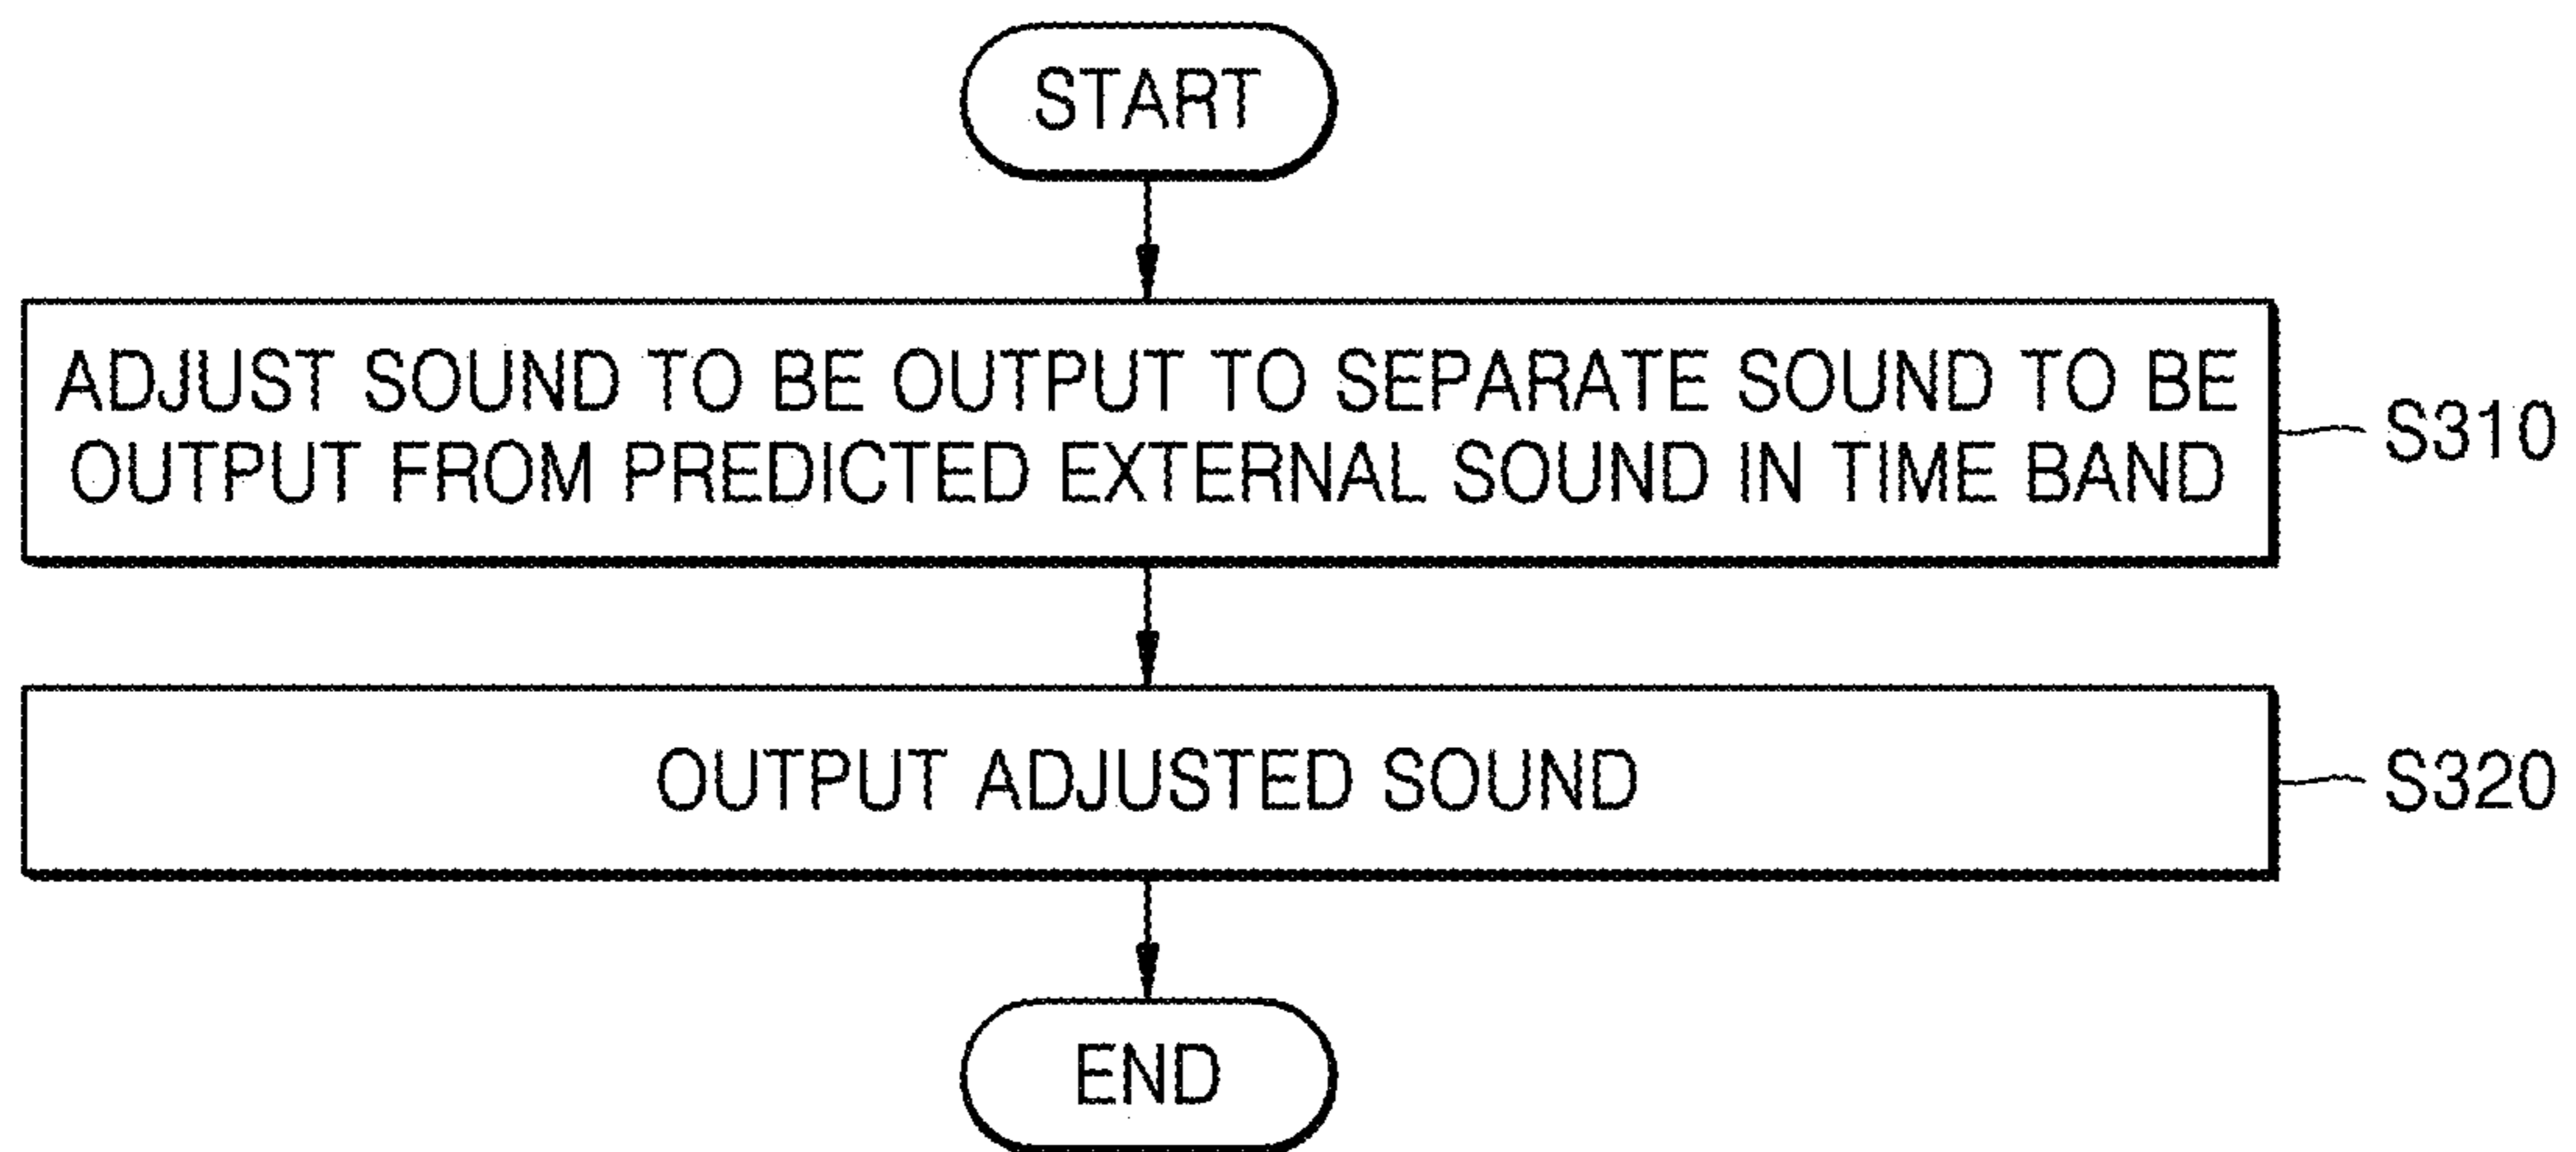 START
ADJUST SOUND TO BE OUTPUT TO SEPARATE SOUND TO BE
OUTPUT FROM PREDICTED EXTERNAL SOUND IN TIME BAND
S310
OUTPUT ADJUSTED SOUND
S320
END